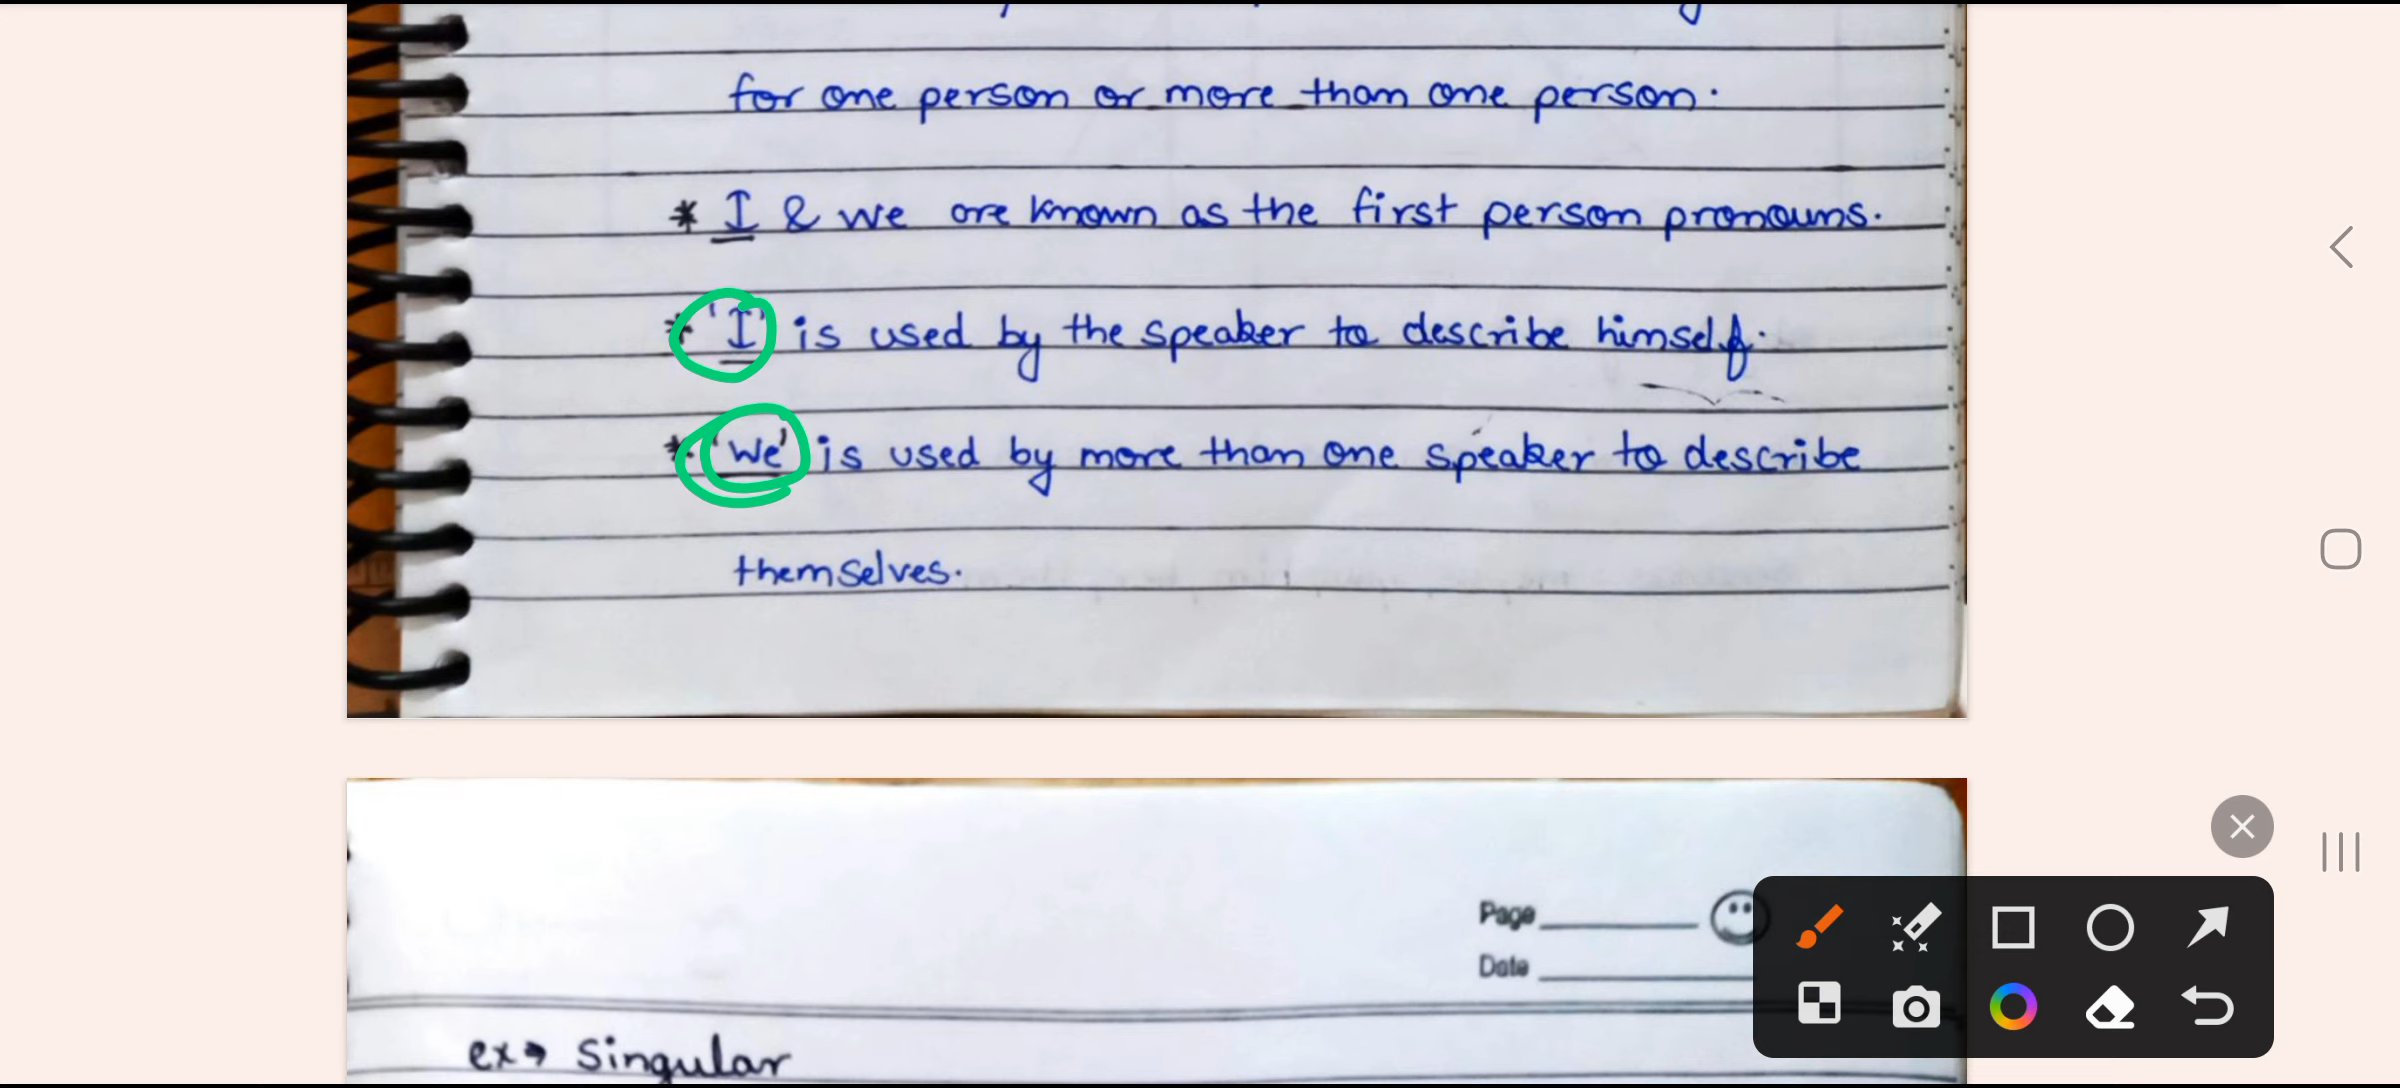 for one person or more than one person.
* I & we are known as the first person pronouns.
* 'I' is used by the speaker to describe himself.
* 'We' is used by more than one speaker to describe
themselves.
Page
Date
ex→ Singular